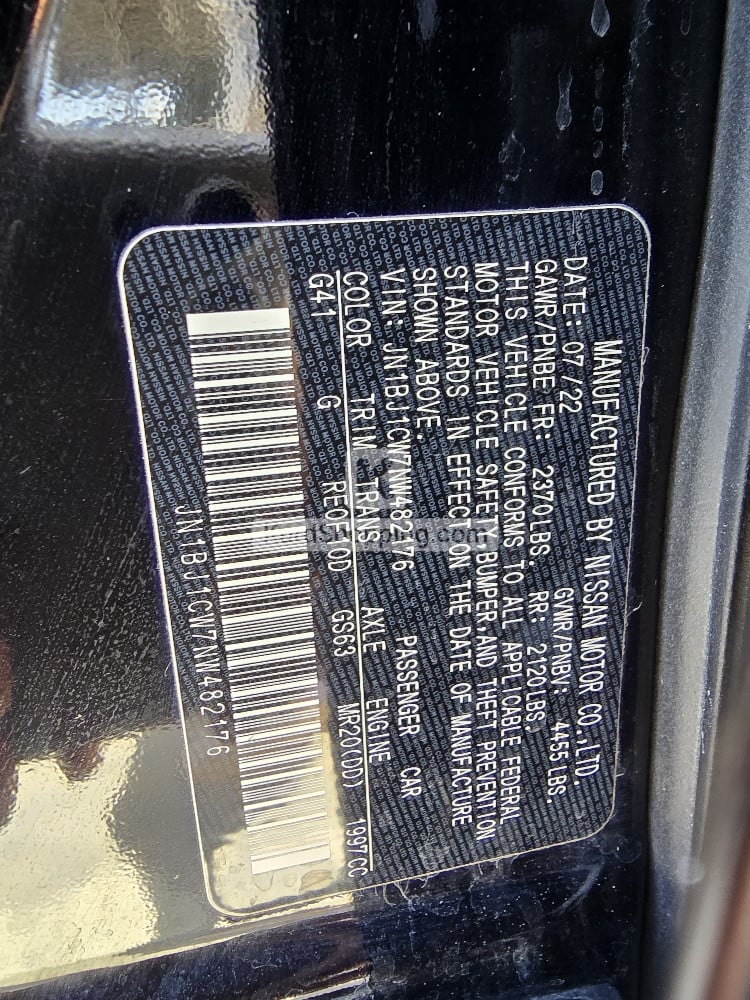 MANUFACTURED BY NISSAN MOTOR CO.,LTD.
DATE: 07/22 GVWR/PNBV: 4455 LBS.
GAWR/PNBE FR: 2370LBS. RR: 2120LBS.
THIS VEHICLE CONFORMS TO ALL APPLICABLE FEDERAL
MOTOR VEHICLE SAFETY,BUMPER,AND THEFT PREVENTION
STANDARDS IN EFFECT ON THE DATE OF MANUFACTURE
SHOWN ABOVE.
VIN: JN1BJ1CW7NW482176 PASSENGER CAR
COLOR TRIM TRANS AXLE ENGINE
G41 G GS63 MR20(DD) 1997CC
JN1BJ1CW7NW482176